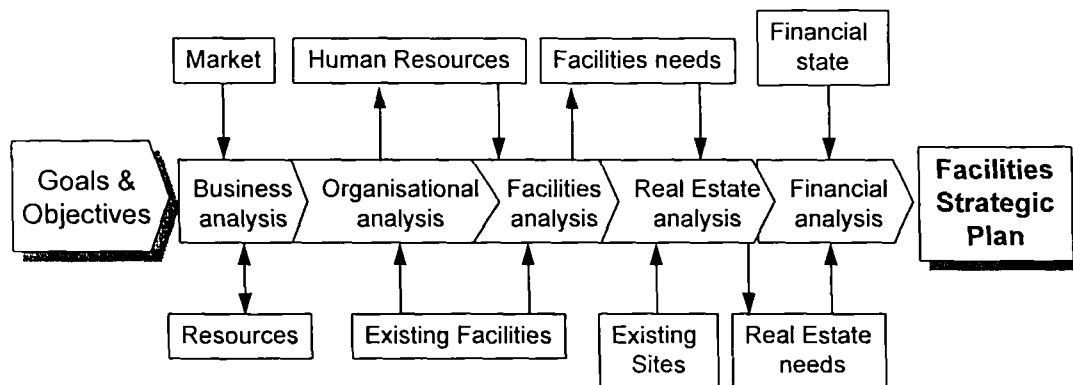 Market
Human Resources
Facilities needs
Financial
state
Goals &
Objectives
Business
analysis
Organisational
analysis
Facilities
analysis
Real Estate
analysis
Financial
analysis
Facilities
Strategic
Plan
Resources
Existing Facilities
Existing
Sites
Real Estate
needs